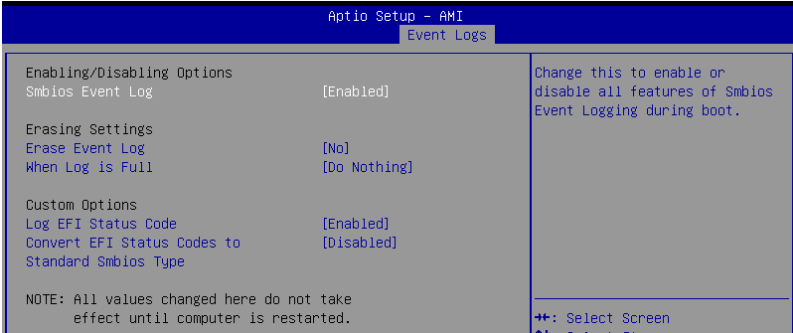 Aptio Setup – AMI
Event Logs
Enabling/Disabling Options
Smbios Event Log [Enabled]
Erasing Settings
Erase Event Log [No]
When Log is Full [Do Nothing]
Custom Options
Log EFI Status Code [Enabled]
Convert EFI Status Codes to [Disabled]
Standard Smbios Type
NOTE: All values changed here do not take
effect until computer is restarted.
Change this to enable or
disable all features of Smbios
Event Logging during boot.
→←: Select Screen